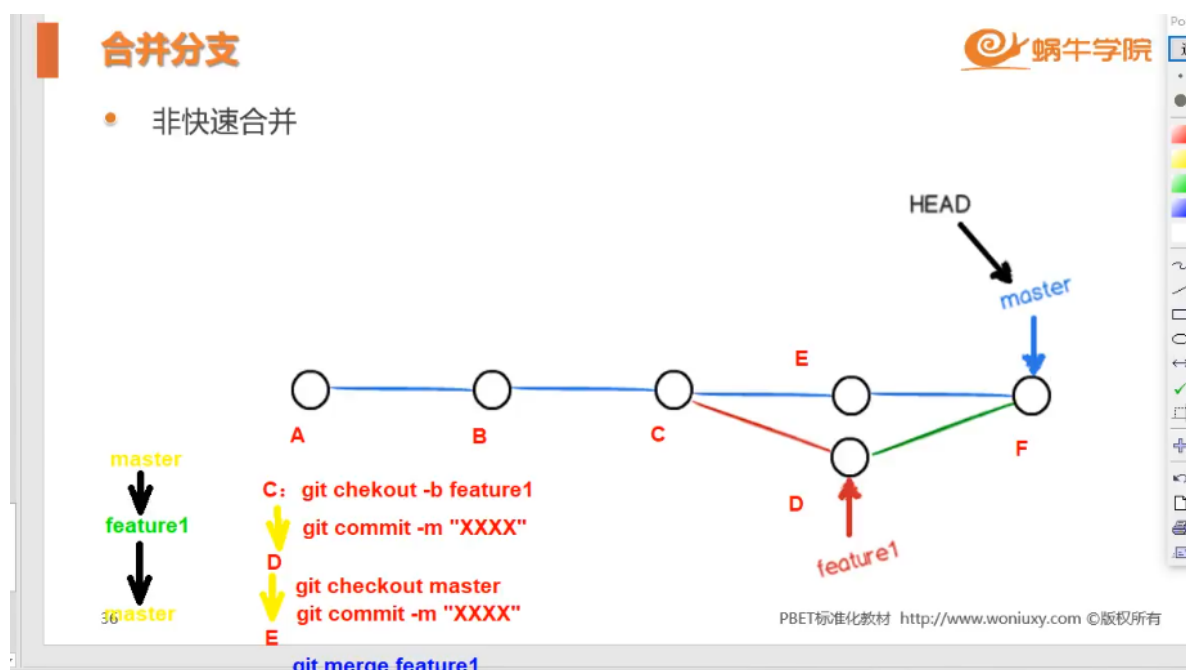 合并分支
蜗牛学院
非快速合并
HEAD
master
E
A
B
C
F
D
feature1
master
feature1
master
C：git chekout -b feature1
git commit -m "XXXX"
D
git checkout master
git commit -m "XXXX"
E
git merge feature1
36
PBET标准化教材 http://www.woniuxy.com ©版权所有